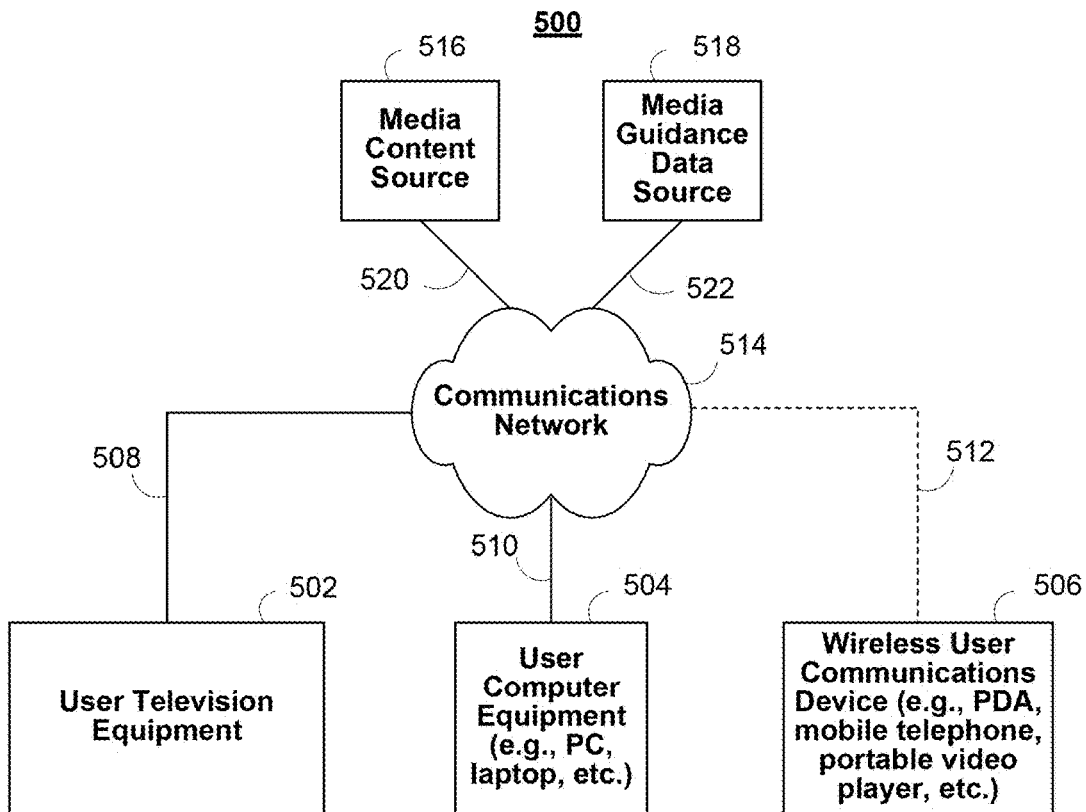 500
516
518
Media
Content
Source
Media
Guidance
Data
Source
520
522
514
Communications
Network
508
512
510
502
504
506
User Television
Equipment
User
Computer
Equipment
(e.g., PC,
laptop, etc.)
Wireless User
Communications
Device (e.g., PDA,
mobile telephone,
portable video
player, etc.)